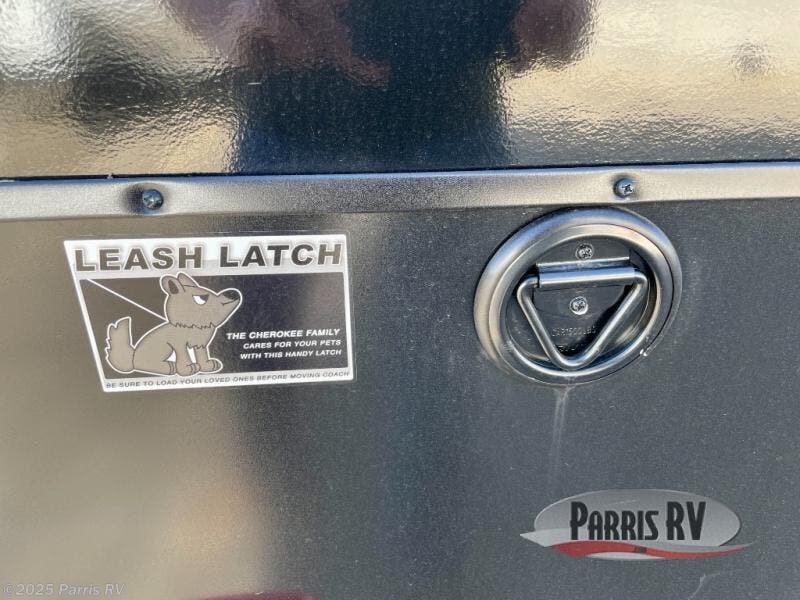 LEASH LATCH
THE CHEROKEE FAMILY
CARES FOR YOUR PETS
WITH THIS HANDY LATCH
BE SURE TO LOAD YOUR LOVED ONES BEFORE MOVING COACH
PARRIS RV
©2025 Parris RV